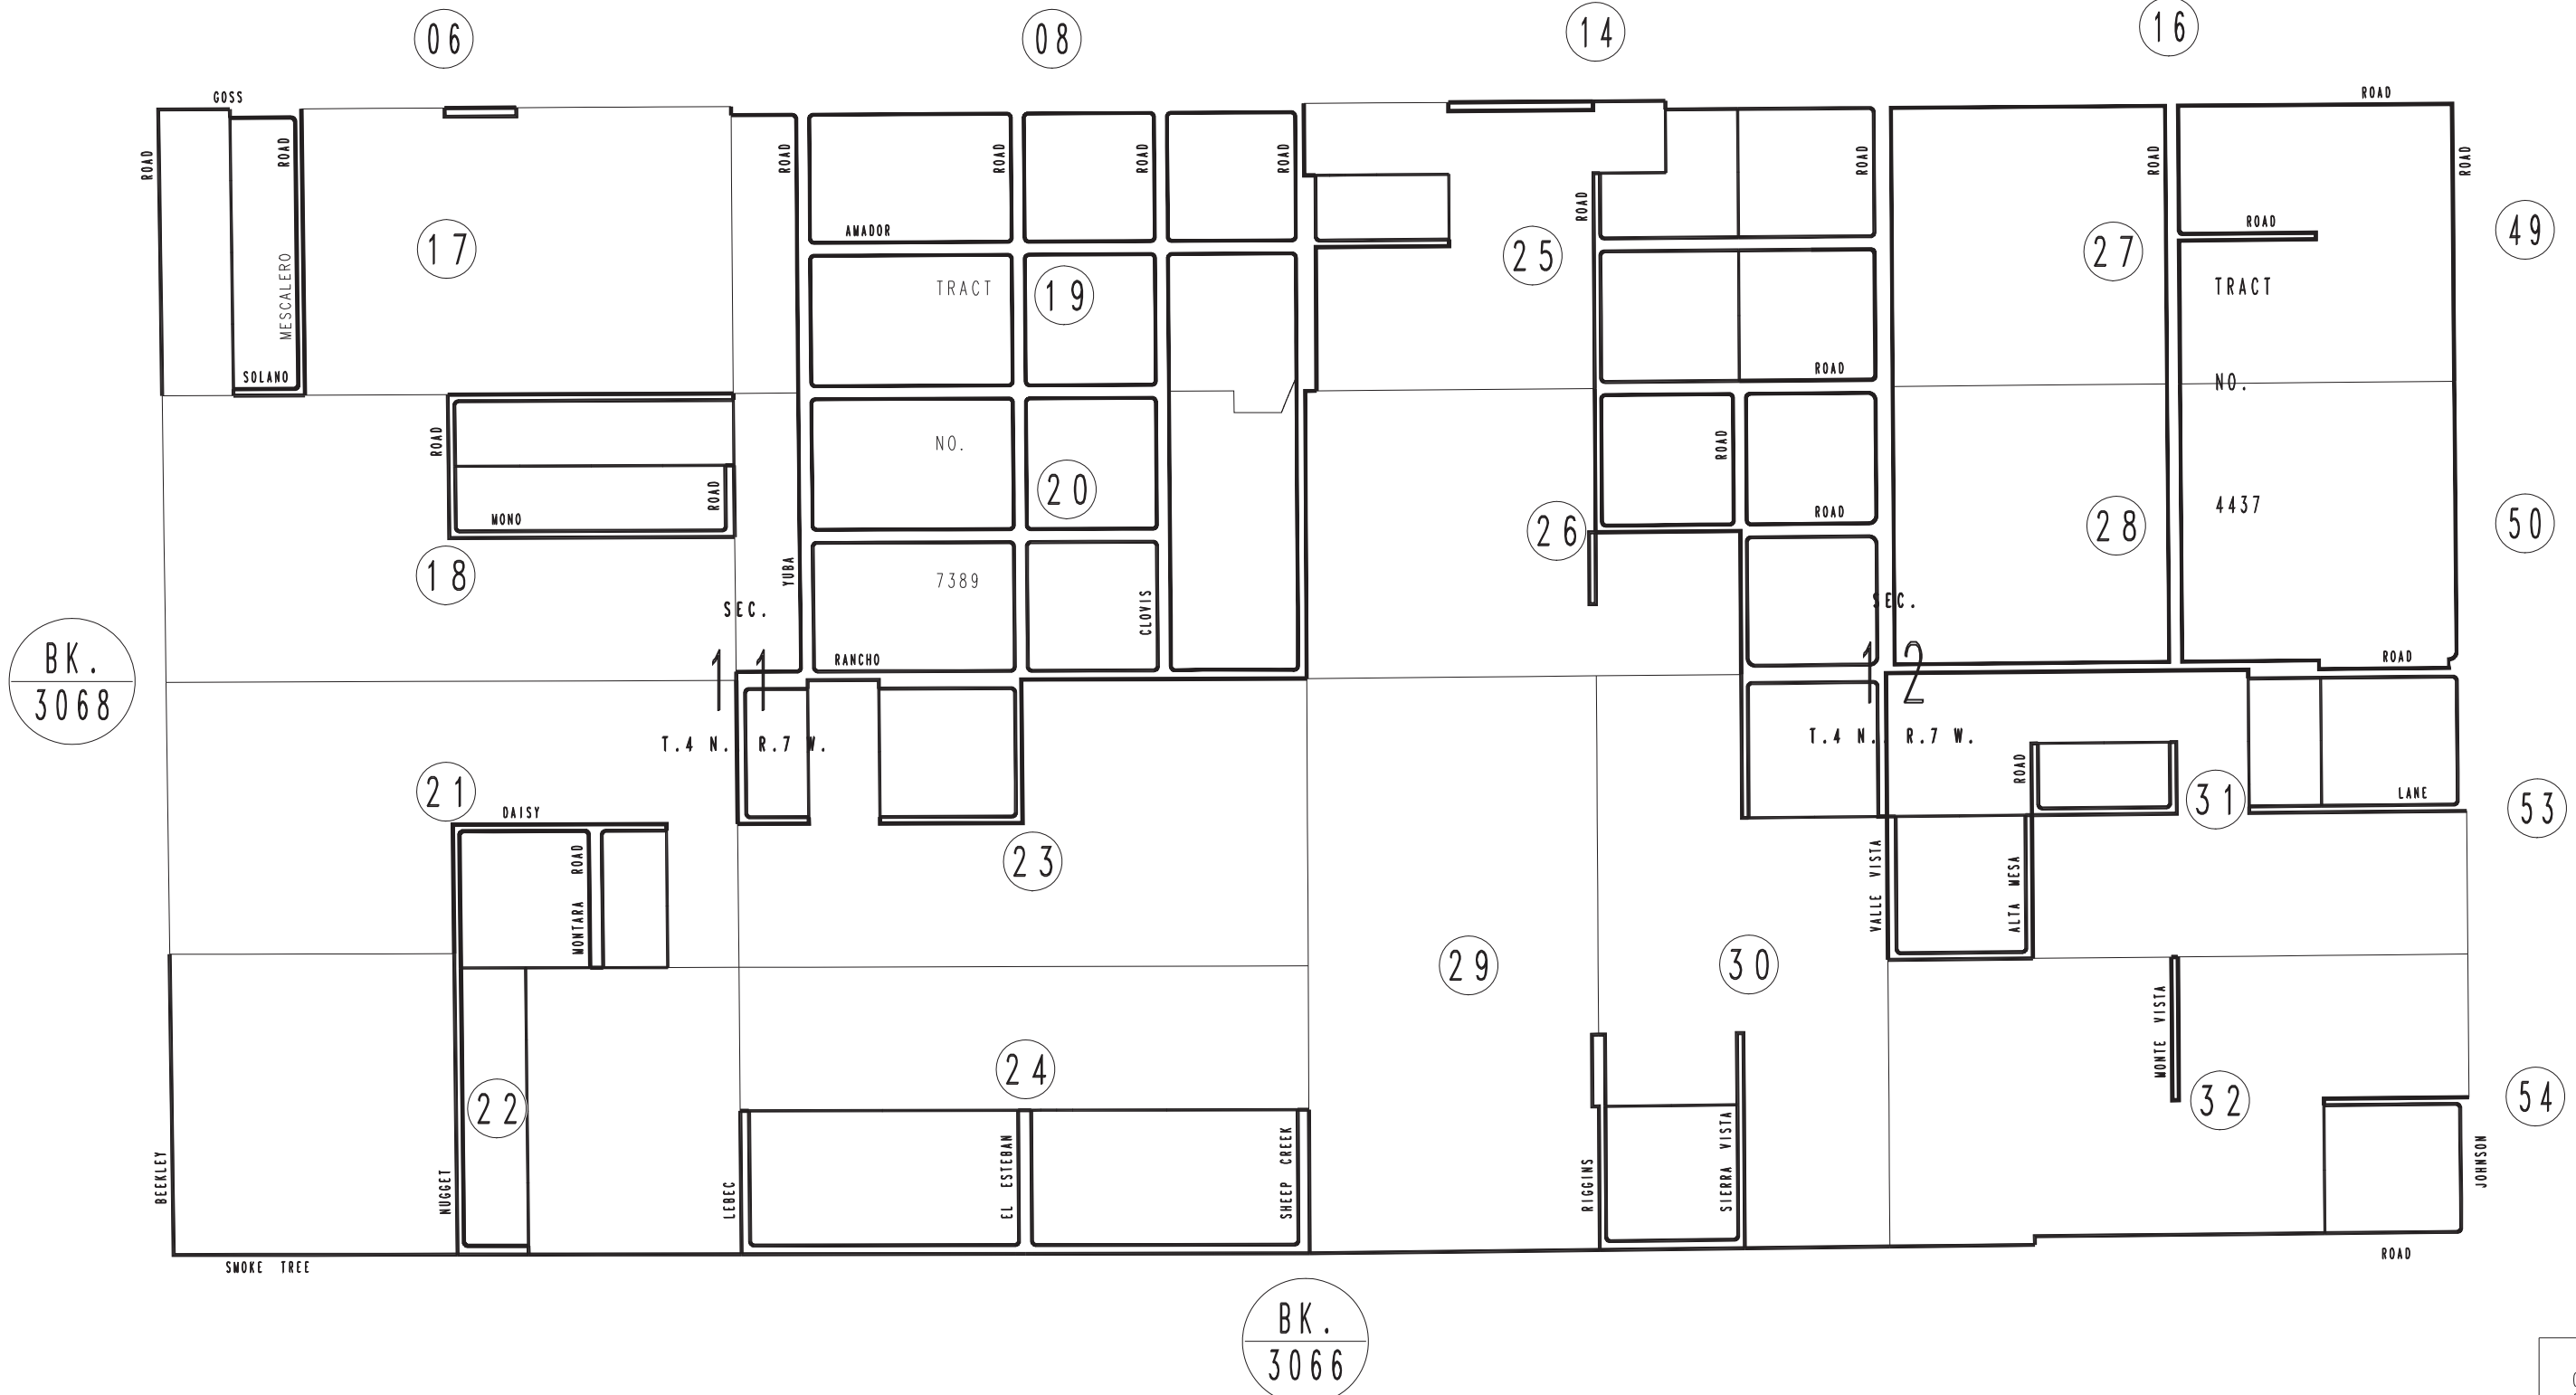 06
08
14
16
GOSS
ROAD
ROAD
ROAD
ROAD
ROAD
ROAD
ROAD
ROAD
ROAD
ROAD
ROAD
ROAD
AMADOR
ROAD
17
25
27
49
MESCALERO
TRACT
19
TRACT
SOLANO
ROAD
NO.
ROAD
NO.
ROAD
ROAD
20
4437
MONO
ROAD
26
28
50
18
YUBA
7389
CLOVIS
SEC.
SEC.
BK.
3068
11
RANCHO
12
ROAD
T.4 N. R.7 W.
T.4 N. R.7 W.
ROAD
21
31
LANE
53
DAISY
MONTARA ROAD
23
VALLE VISTA
ALTA MESA
29
30
MONTE VISTA
24
22
32
54
BEEKLEY
NUGGET
LEBEC
EL ESTEBAN
SHEEP CREEK
RIGGINS
SIERRA VISTA
JOHNSON
SMOKE TREE
ROAD
BK.
3066